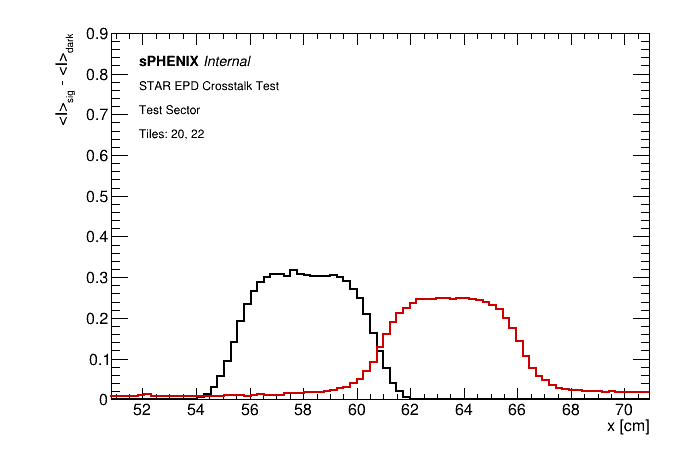 <I>sig - <I>dark
0.9
0.8
0.7
0.6
0.5
0.4
0.3
0.2
0.1
0
sPHENIX Internal
STAR EPD Crosstalk Test
Test Sector
Tiles: 20, 22
52 54 56 58 60 62 64 66 68 70
x [cm]